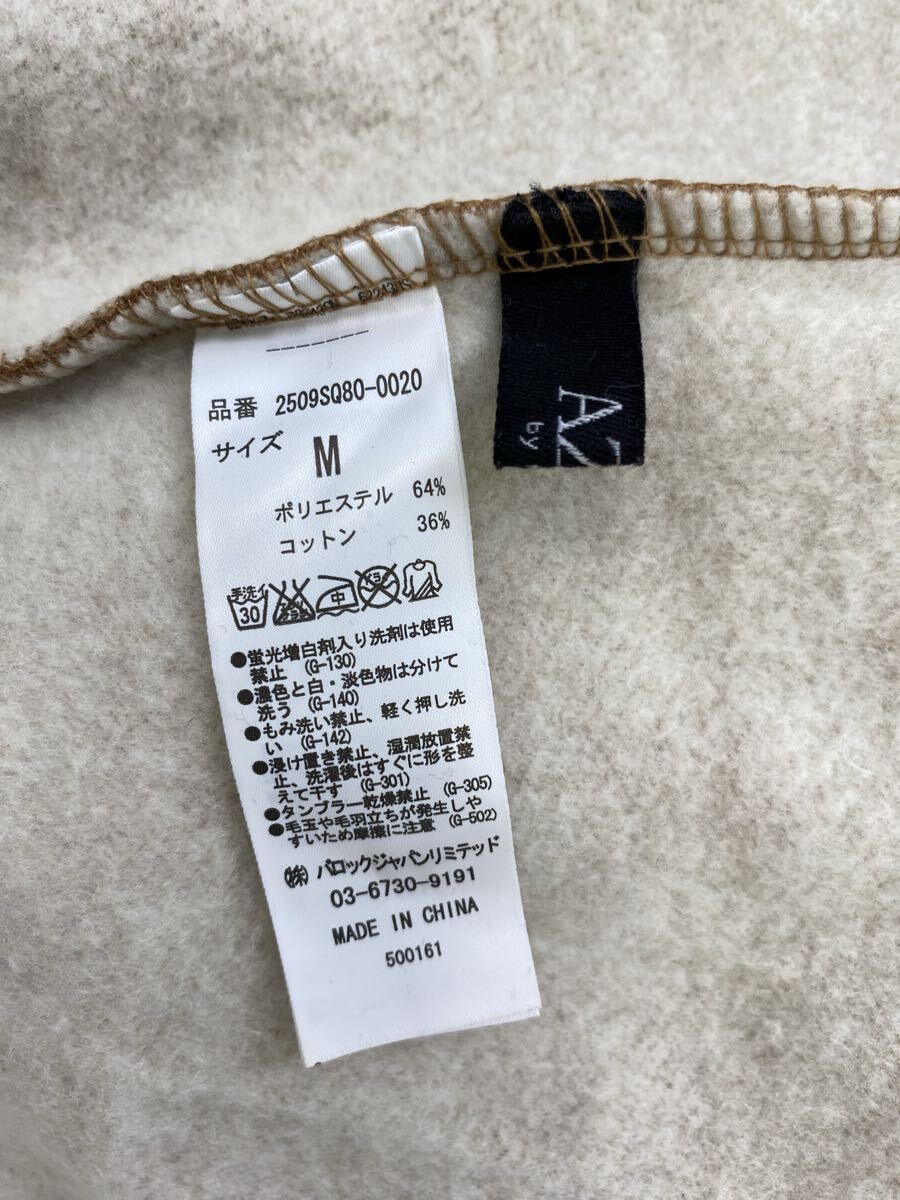 品番 2509SQ80-0020
サイズ M
ポリエステル 64%
コットン 36%
手洗イ 30 中
●蛍光増白剤入り洗剤は使用
禁止 (G-130)
●濃色と白・淡色物は分けて
洗う (G-140)
●もみ洗い禁止、軽く押し洗
い (G-142)
●浸け置き禁止、湿潤放置禁
止、洗濯後はすぐに形を整
えて干す (G-301)
●タンブラー乾燥禁止 (G-305)
●毛玉や毛羽立ちが発生しや
すいため摩擦に注意 (G-502)
(株)バロックジャパンリミテッド
03-6730-9191
MADE IN CHINA
500161
AZ
by